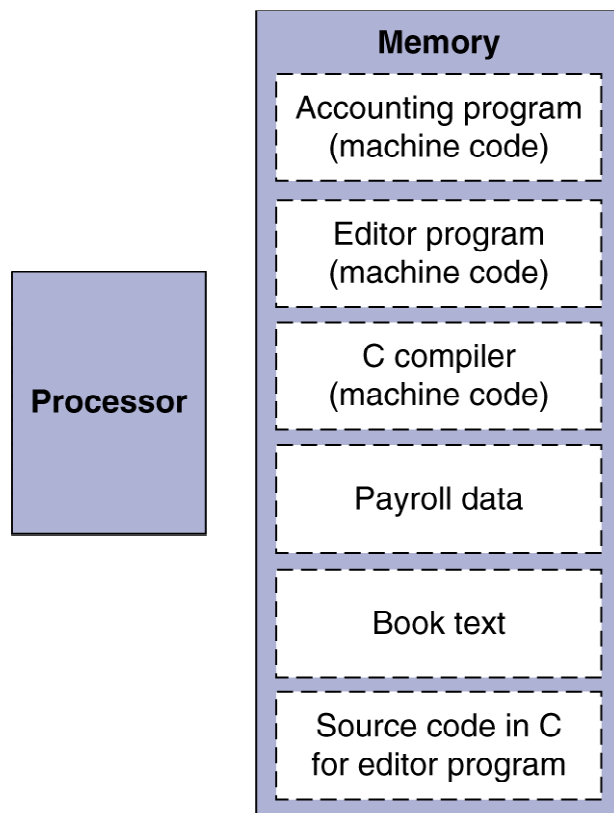 Memory
Accounting program
(machine code)
Editor program
(machine code)
C compiler
(machine code)
Processor
Payroll data
Book text
Source code in C
for editor program